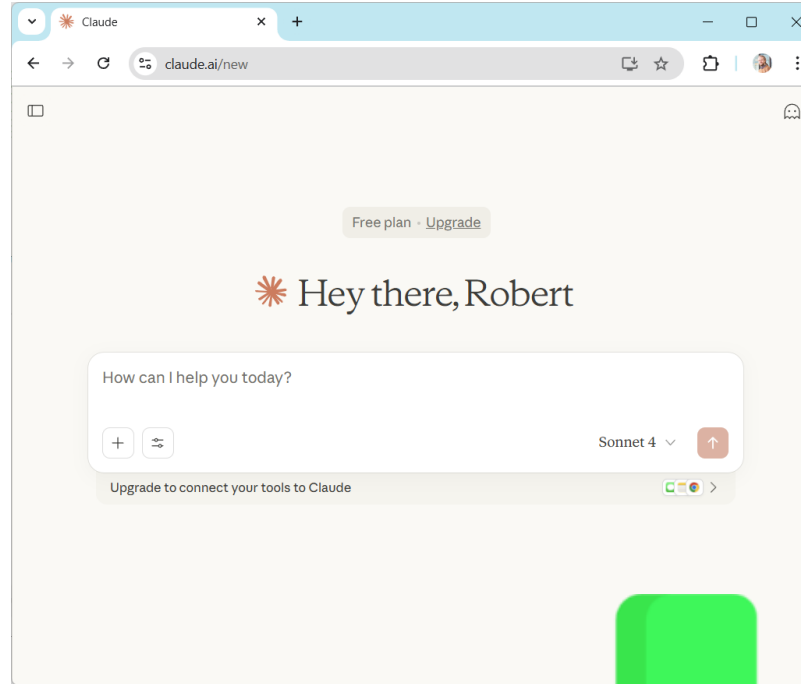 Claude
claude.ai/new
Free plan · Upgrade
Hey there, Robert
How can I help you today?
Sonnet 4
Upgrade to connect your tools to Claude